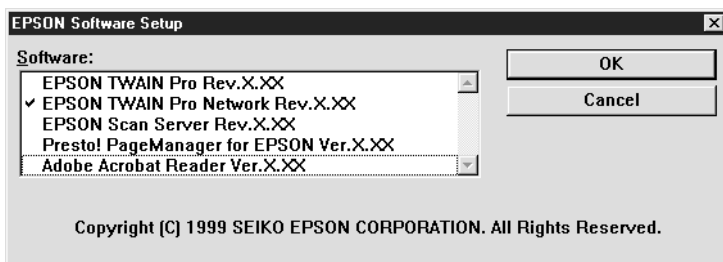 EPSON Software Setup
Software:
EPSON TWAIN Pro Rev.X.XX
EPSON TWAIN Pro Network Rev.X.XX
EPSON Scan Server Rev.X.XX
Presto! PageManager for EPSON Ver.X.XX
Adobe Acrobat Reader Ver.X.XX
OK
Cancel
Copyright (C) 1999 SEIKO EPSON CORPORATION. All Rights Reserved.